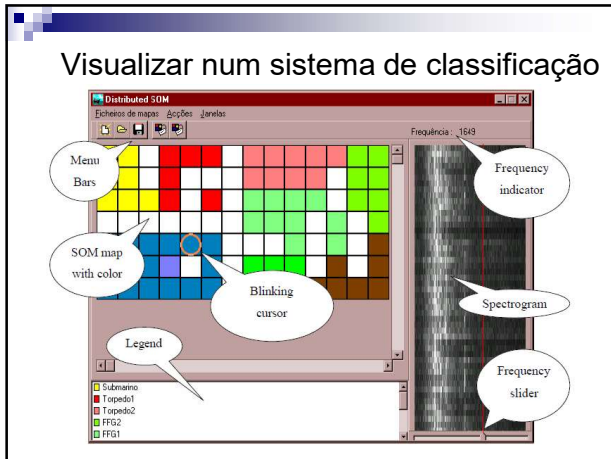 Visualizar num sistema de classificação
Distributed SOM
Ficheiros de mapas Acções Janelas
Frequência : 1649
Menu
Bars
Frequency
indicator
SOM map
with color
Blinking
cursor
Spectrogram
Legend
Frequency
slider
Submarino
Torpedo1
Torpedo2
FFG2
FFG1